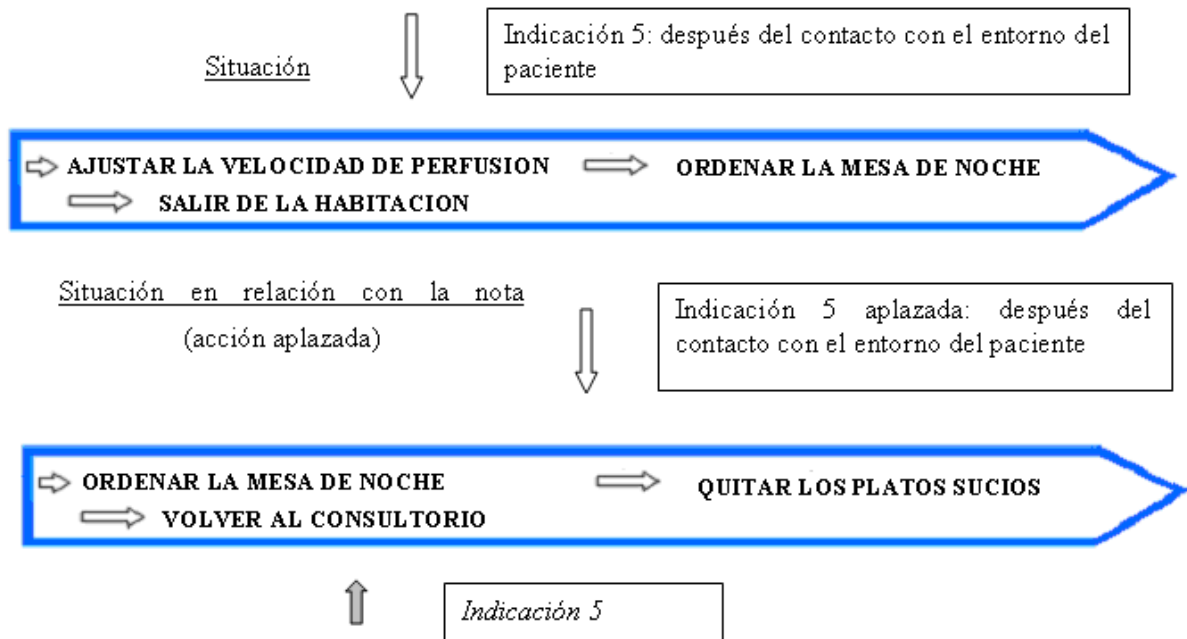 Indicación 5: después del contacto con el entorno del
paciente
Situación
AJUSTAR LA VELOCIDAD DE PERFUSION ORDENAR LA MESA DE NOCHE
SALIR DE LA HABITACION
Situación en relación con la nota
(acción aplazada)
Indicación 5 aplazada: después del
contacto con el entorno del paciente
ORDENAR LA MESA DE NOCHE QUITAR LOS PLATOS SUCIOS
VOLVER AL CONSULTORIO
Indicación 5